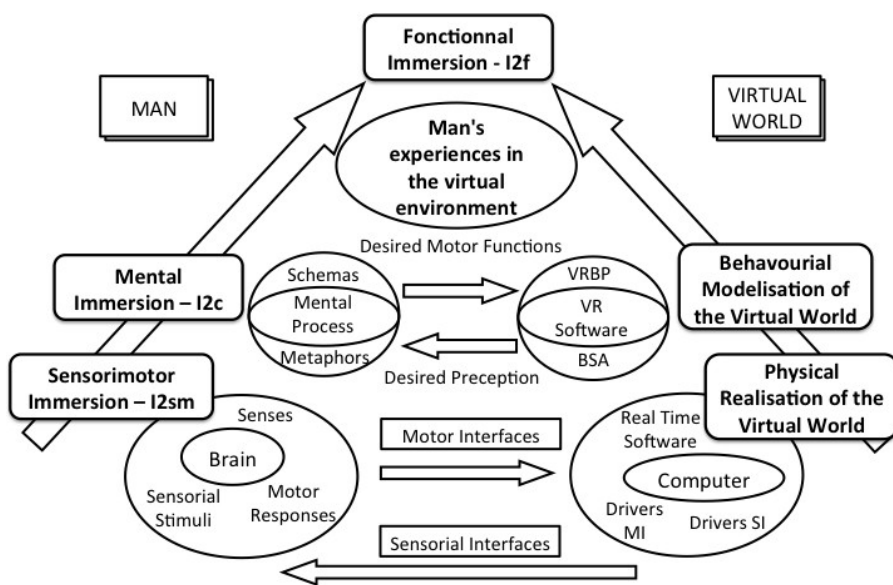 Fonctionnal
Immersion - I2f
MAN
VIRTUAL
WORLD
Man's
experiences in
the virtual
environment
Desired Motor Functions
Mental
Immersion – I2c
Schemas
Mental
Process
Metaphors
VRBP
VR
Software
BSA
Behavourial
Modelisation of
the Virtual World
Desired Preception
Sensorimotor
Immersion – I2sm
Physical
Realisation of the
Virtual World
Senses
Brain
Sensorial
Stimuli
Motor
Responses
Motor Interfaces
Real Time
Software
Computer
Drivers
MI
Drivers SI
Sensorial Interfaces